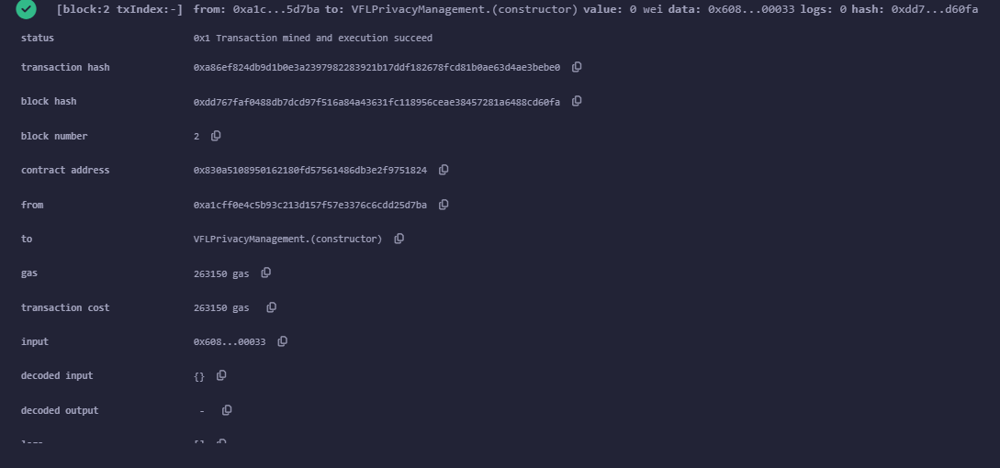 [block:2 txIndex:-] from: 0xa1c...5d7ba to: VFLPrivacyManagement.(constructor) value: 0 wei data: 0x608...00033 logs: 0 hash: 0xdd7...d60fa
status 0x1 Transaction mined and execution succeed
transaction hash 0xa86ef824db9d1b0e3a2397982283921b17ddf182678fcd81b0ae63d4ae3bebe0
block hash 0xdd767faf0488db7dcd97f516a84a43631fc118956ceae38457281a6488cd60fa
block number 2
contract address 0x830a5108950162180fd57561486db3e2f9751824
from 0xa1cff0e4c5b93c213d157f57e3376c6cdd25d7ba
to VFLPrivacyManagement.(constructor)
gas 263150 gas
transaction cost 263150 gas
input 0x608...00033
decoded input {}
decoded output -
logs []